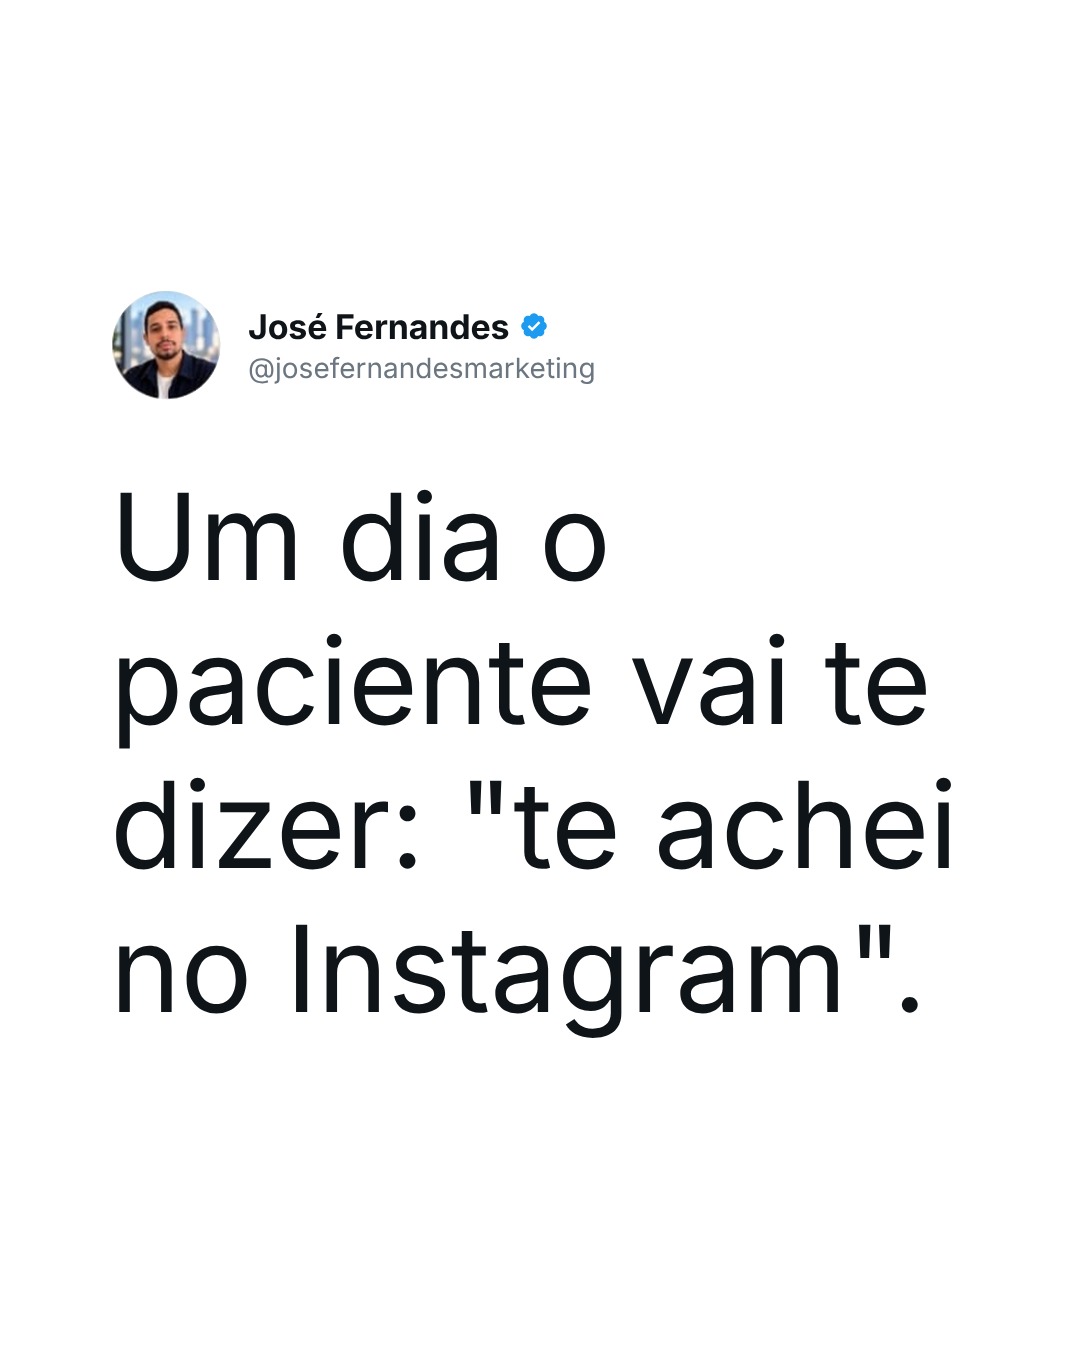 José Fernandes
@josefernandesmarketing
Um dia o
paciente vai te
dizer: "te achei
no Instagram".